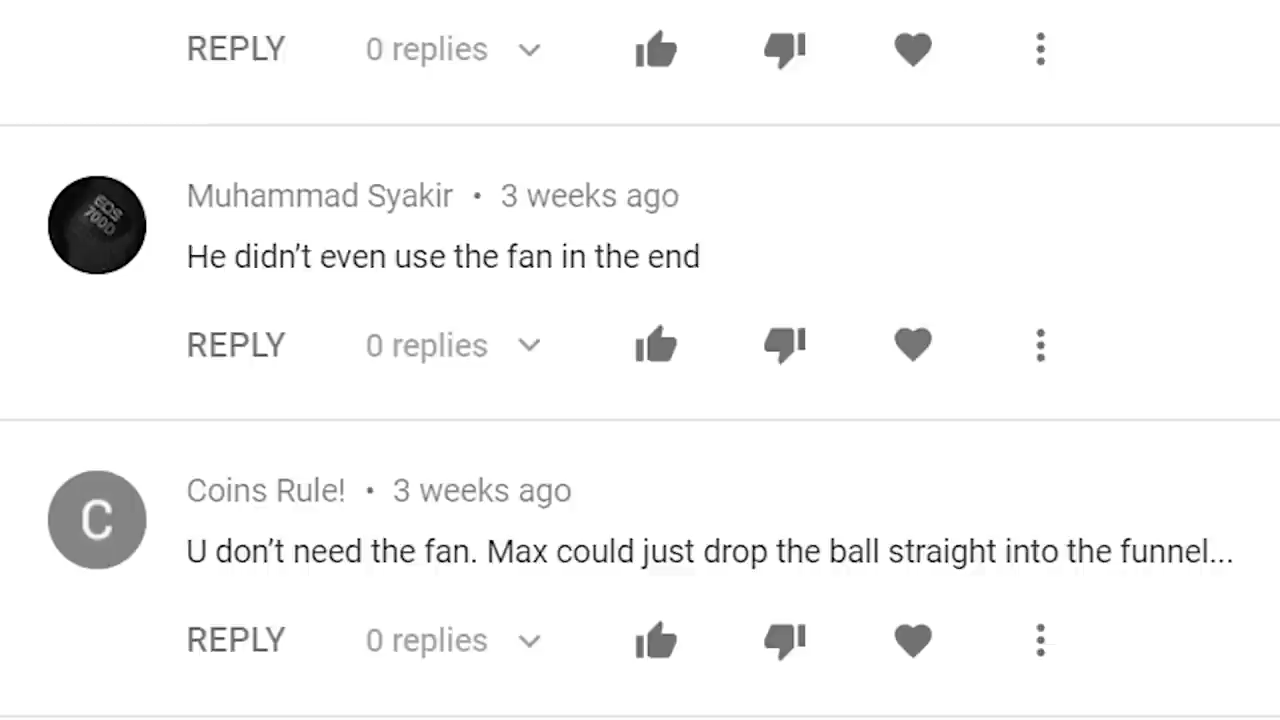 REPLY 0 replies
Muhammad Syakir • 3 weeks ago
He didn't even use the fan in the end
REPLY 0 replies
Coins Rule! • 3 weeks ago
U don't need the fan. Max could just drop the ball straight into the funnel...
REPLY 0 replies
EOS
700D
C